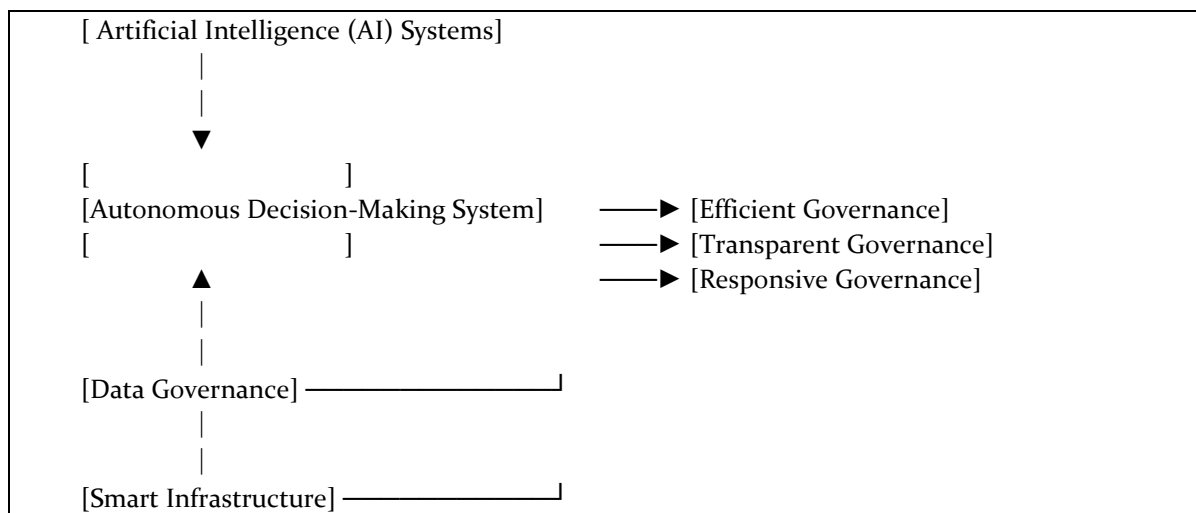 [ Artificial Intelligence (AI) Systems]
|
|
▼
[ ]
[Autonomous Decision-Making System] ——► [Efficient Governance]
[ ] ——► [Transparent Governance]
▲ ——► [Responsive Governance]
|
|
[Data Governance] ————————┘
|
|
[Smart Infrastructure] ———————┘